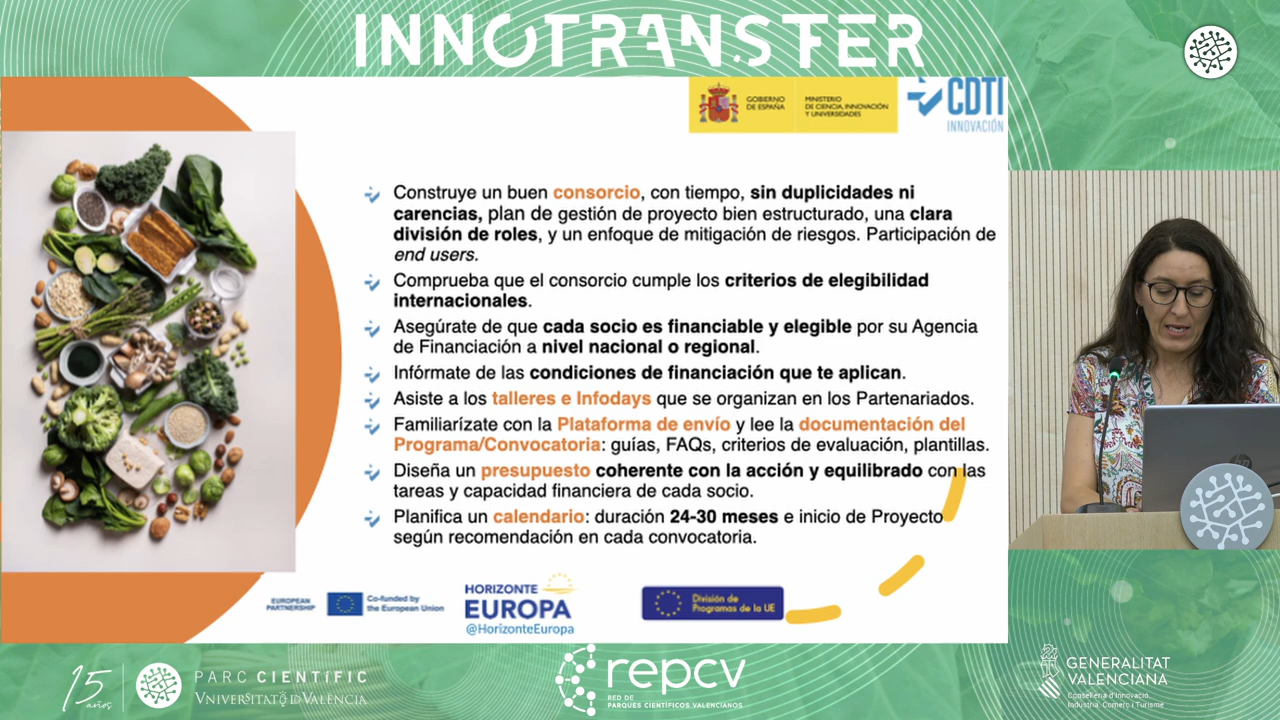 INNOTRANSFER
GOBIERNO
DE ESPAÑA
MINISTERIO
DE CIENCIA, INNOVACIÓN
Y UNIVERSIDADES
CDTI
INNOVACIÓN
Construye un buen consorcio, con tiempo, sin duplicidades ni
carencias, plan de gestión de proyecto bien estructurado, una clara
división de roles, y un enfoque de mitigación de riesgos. Participación de
end users.
Comprueba que el consorcio cumple los criterios de elegibilidad
internacionales.
Asegúrate de que cada socio es financiable y elegible por su Agencia
de Financiación a nivel nacional o regional.
Infórmate de las condiciones de financiación que te aplican.
Asiste a los talleres e Infodays que se organizan en los Partenariados.
Familiarízate con la Plataforma de envío y lee la documentación del
Programa/Convocatoria: guías, FAQs, criterios de evaluación, plantillas.
Diseña un presupuesto coherente con la acción y equilibrado con las
tareas y capacidad financiera de cada socio.
Planifica un calendario: duración 24-30 meses e inicio de Proyecto
según recomendación en cada convocatoria.
EUROPEAN
PARTNERSHIP
Co-funded by
the European Union
HORIZONTE
EUROPA
@HorizonteEuropa
División de
Programas de la UE
15
años
PARC CIENTÍFIC
VNIVERSITAT ID VALÈNCIA
repcv
RED DE
PARQUES CIENTÍFICOS VALENCIANOS
GENERALITAT
VALENCIANA
Conselleria d'Innovació,
Indústria, Comerç i Turisme